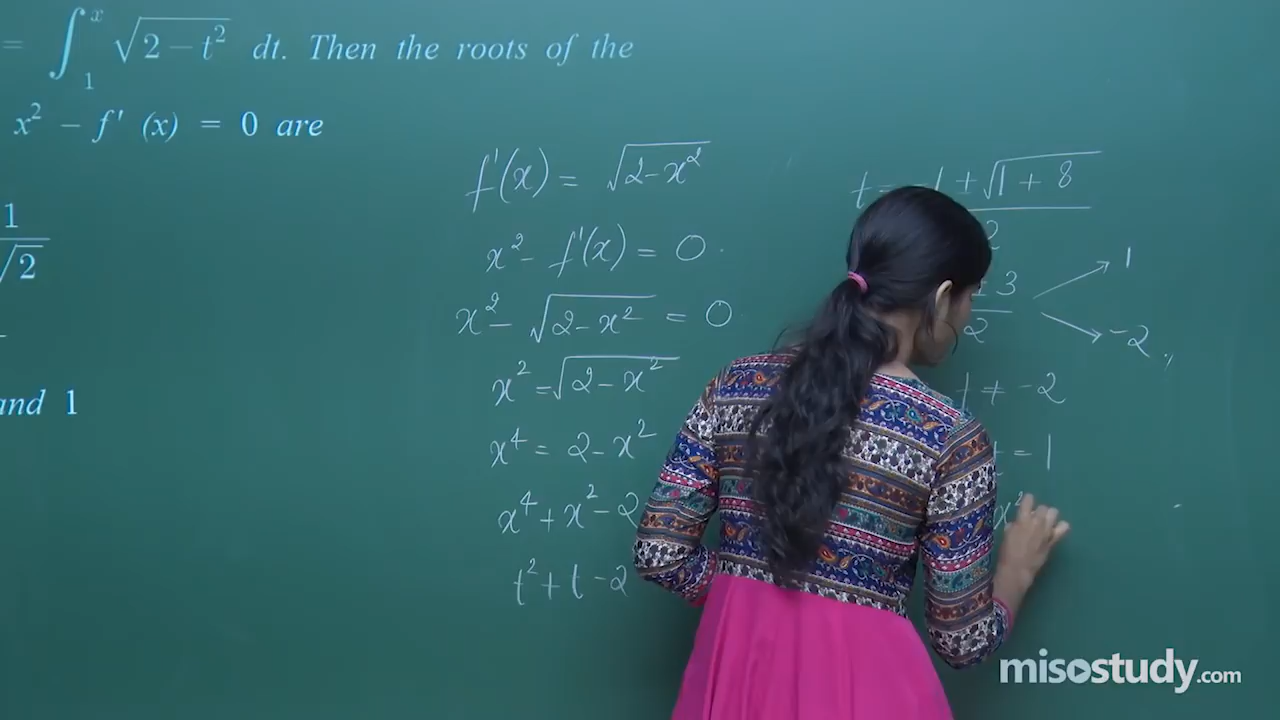 = ∫₁ˣ √(2 − t²) dt. Then the roots of the
x² − f' (x) = 0 are
1
√2
and 1
f'(x) = √(2 − x²)
x² − f'(x) = 0 .
x² − √(2 − x²) = 0
x² = √(2 − x²)
x⁴ = 2 − x²
x⁴ + x² − 2
t² + t − 2
t = −1 ± √(1 + 8)
2
± 3
2
1
−2
t ≠ −2
= 1
x²
misostudy.com